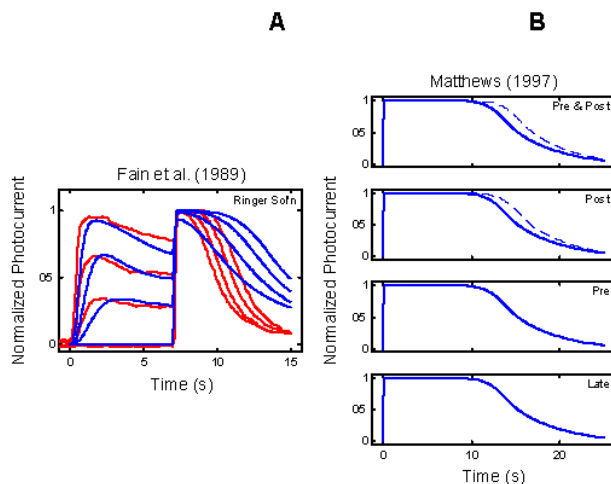 A
Fain et al. (1989)
Normalized Photocurrent
Ringer Sol'n
1
05
0
0
5
10
15
Time (s)
B
Matthews (1997)
Normalized Photocurrent
Pre & Post
1
05
0
Post
1
05
0
Pre
1
05
0
Late
1
05
0
0
10
20
Time (s)